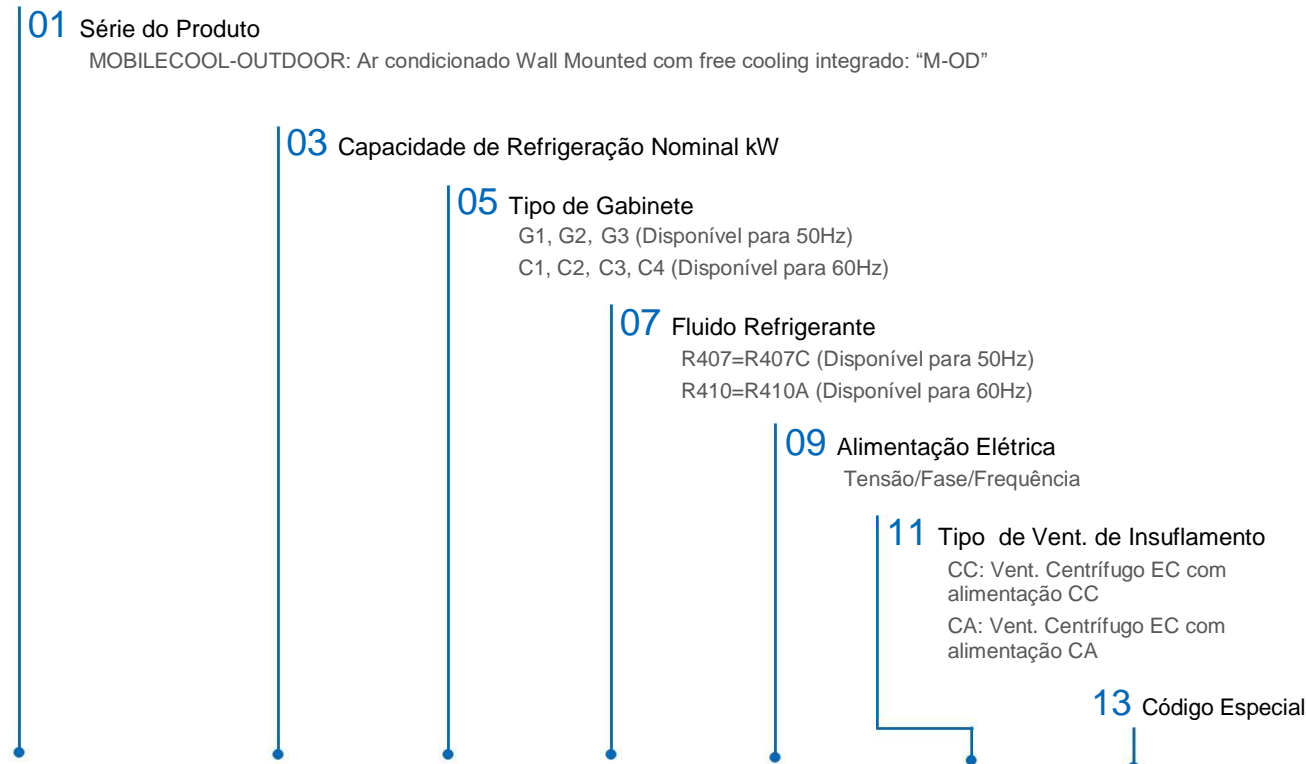 01 Série do Produto
MOBILECOOL-OUTDOOR: Ar condicionado Wall Mounted com free cooling integrado: “M-OD”
03 Capacidade de Refrigeração Nominal kW
05 Tipo de Gabinete
G1, G2, G3 (Disponível para 50Hz)
C1, C2, C3, C4 (Disponível para 60Hz)
07 Fluido Refrigerante
R407=R407C (Disponível para 50Hz)
R410=R410A (Disponível para 60Hz)
09 Alimentação Elétrica
Tensão/Fase/Frequência
11 Tipo de Vent. de Insuflamento
CC: Vent. Centrífugo EC com
alimentação CC
CA: Vent. Centrífugo EC com
alimentação CA
13 Código Especial